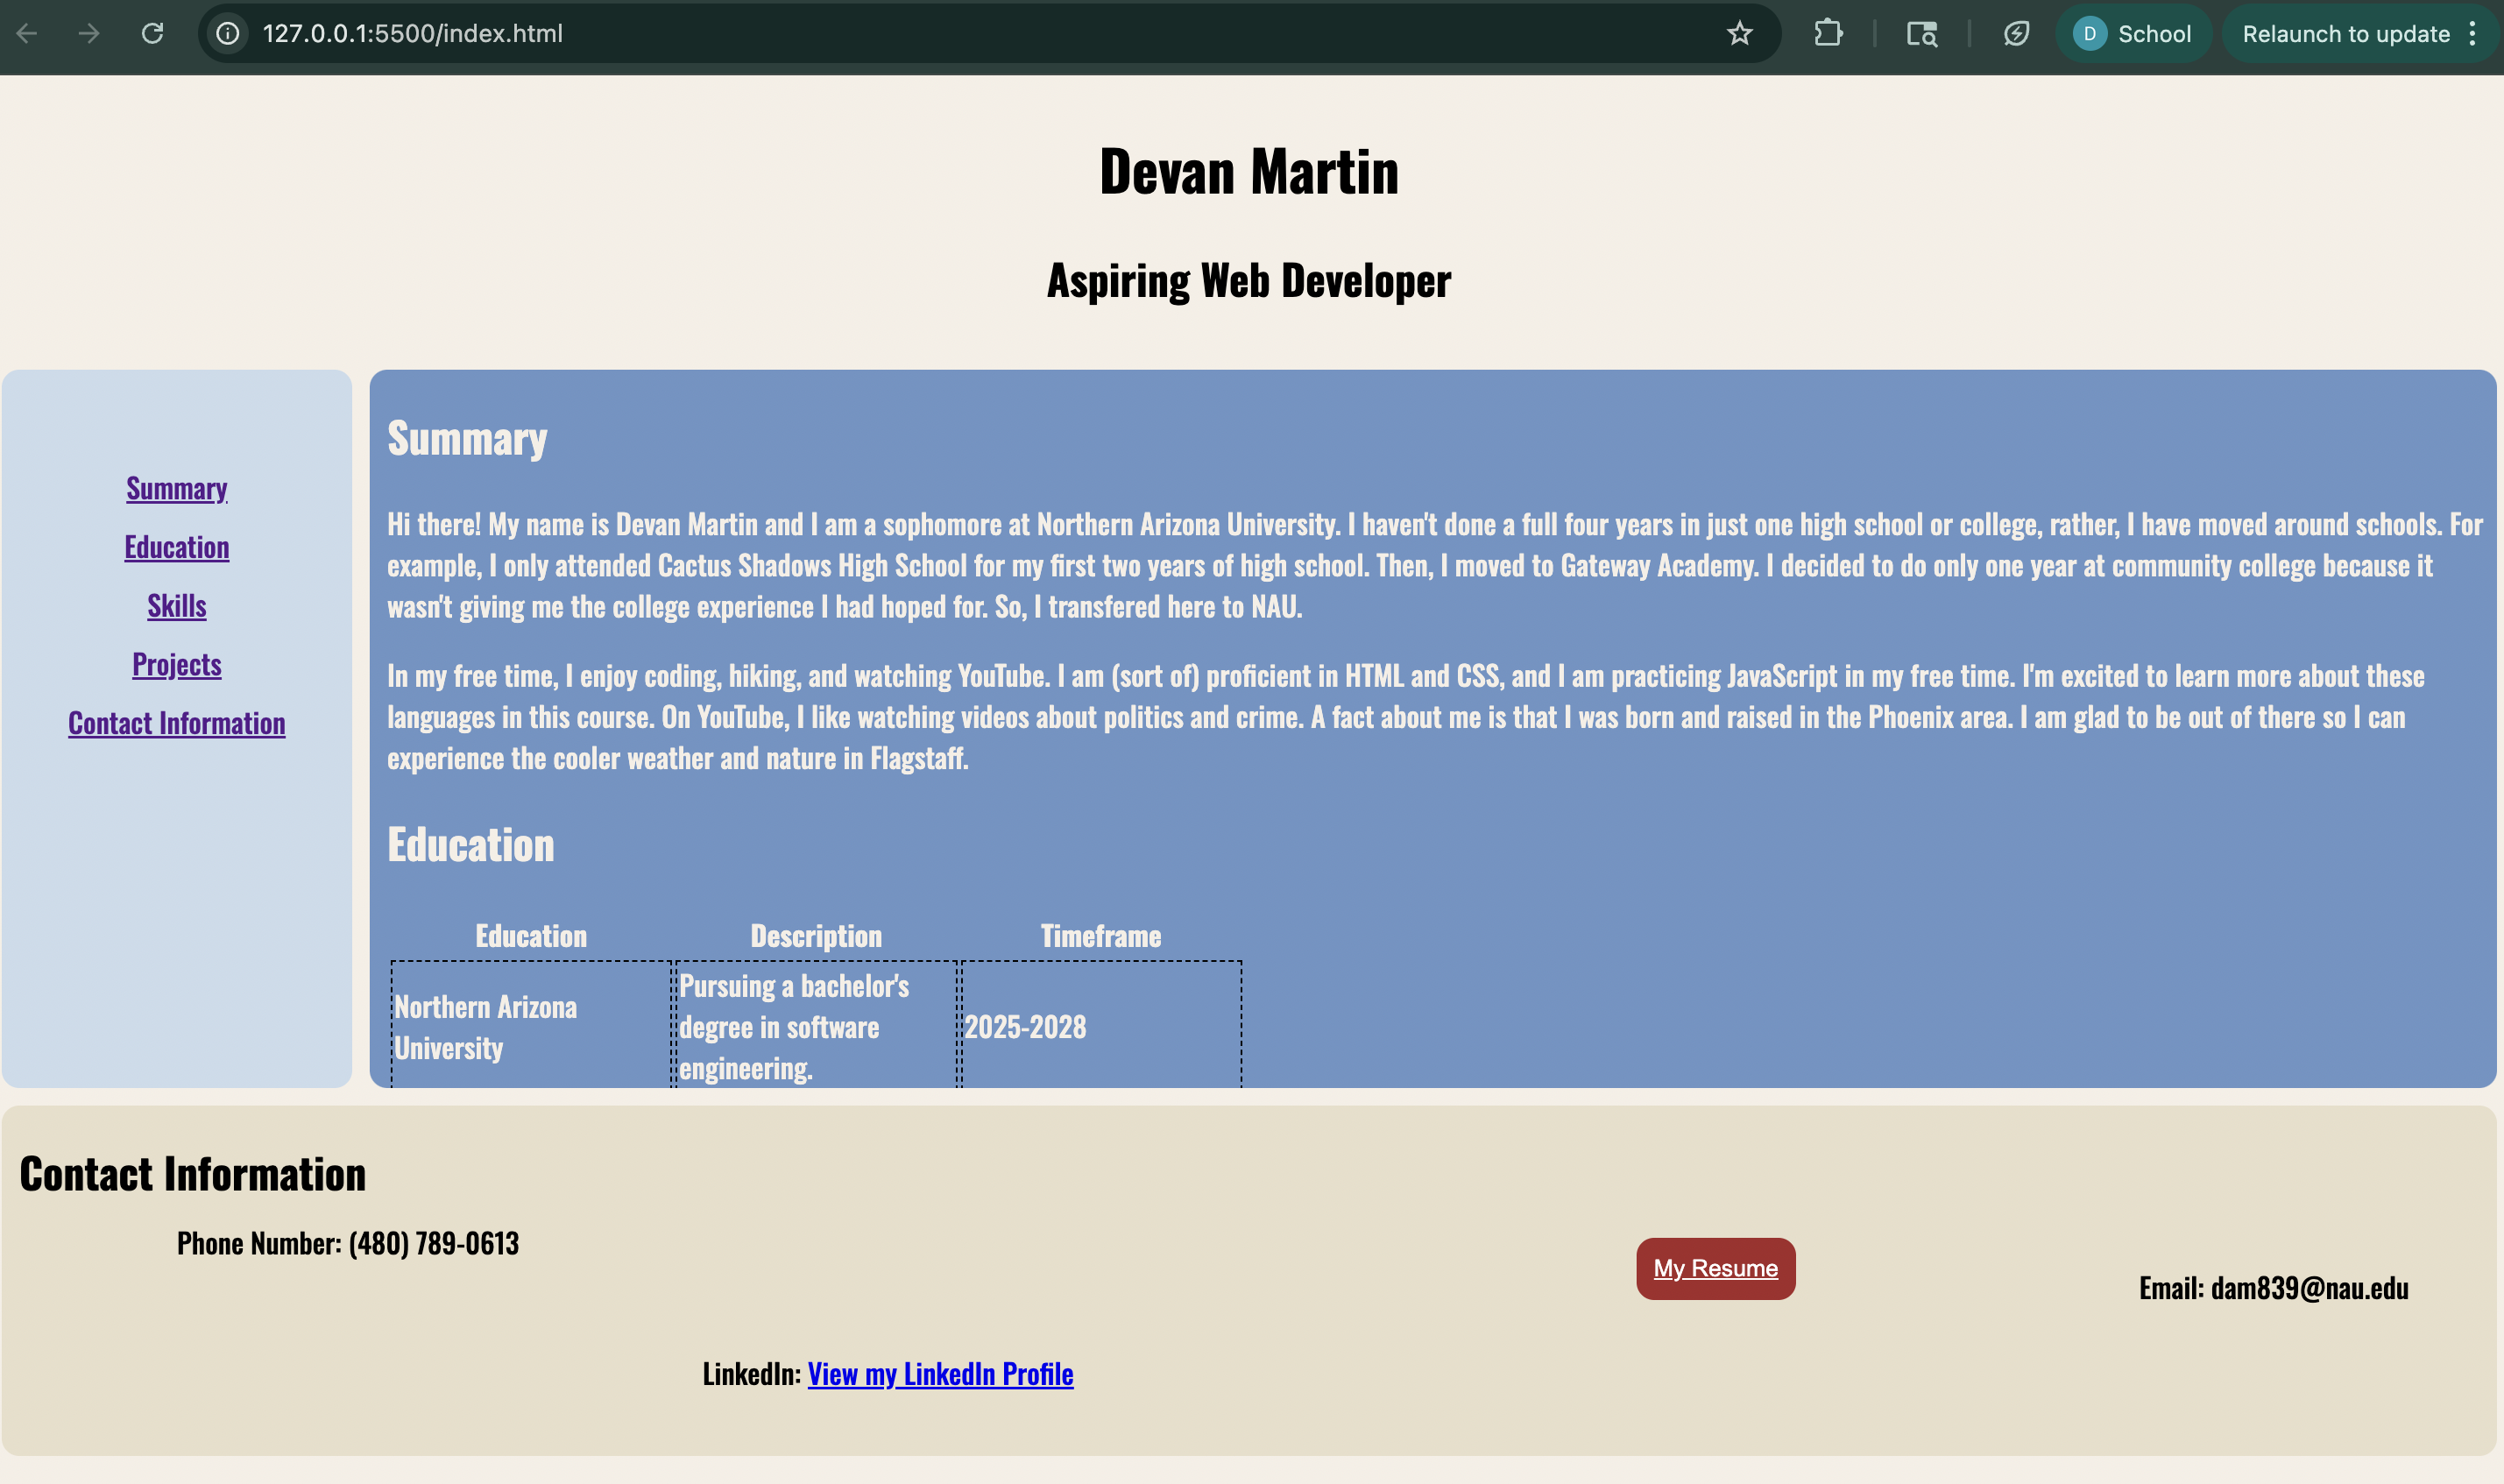 127.0.0.1:5500/index.html
D School
Relaunch to update
Devan Martin
Aspiring Web Developer
Summary
Education
Skills
Projects
Contact Information
Summary
Hi there! My name is Devan Martin and I am a sophomore at Northern Arizona University. I haven't done a full four years in just one high school or college, rather, I have moved around schools. For
example, I only attended Cactus Shadows High School for my first two years of high school. Then, I moved to Gateway Academy. I decided to do only one year at community college because it
wasn't giving me the college experience I had hoped for. So, I transfered here to NAU.
In my free time, I enjoy coding, hiking, and watching YouTube. I am (sort of) proficient in HTML and CSS, and I am practicing JavaScript in my free time. I'm excited to learn more about these
languages in this course. On YouTube, I like watching videos about politics and crime. A fact about me is that I was born and raised in the Phoenix area. I am glad to be out of there so I can
experience the cooler weather and nature in Flagstaff.
Education
Education Description Timeframe
Northern Arizona
University
Pursuing a bachelor's
degree in software
engineering.
2025-2028
Contact Information
Phone Number: (480) 789-0613
My Resume
Email: dam839@nau.edu
LinkedIn: View my LinkedIn Profile